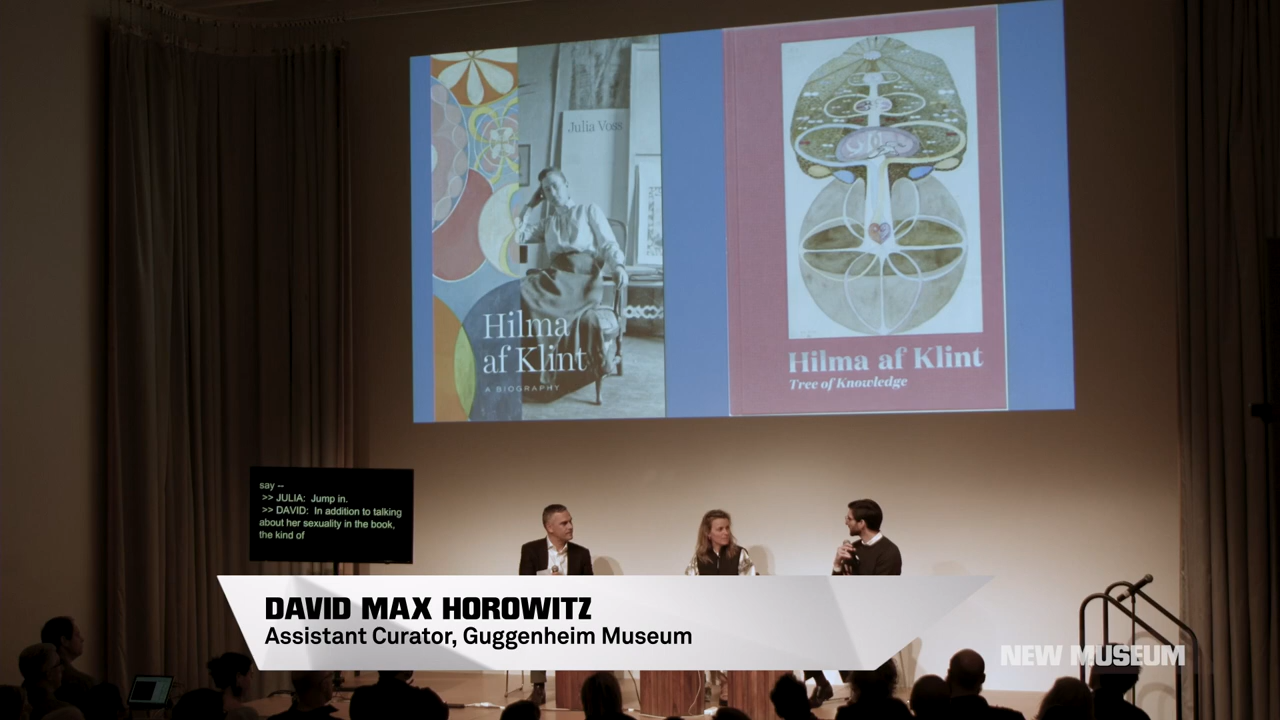 Julia Voss
Hilma
af Klint
A BIOGRAPHY
Hilma af Klint
Tree of Knowledge
say --
>> JULIA: Jump in.
>> DAVID: In addition to talking
about her sexuality in the book,
the kind of
DAVID MAX HOROWITZ
Assistant Curator, Guggenheim Museum
NEW MUSEUM